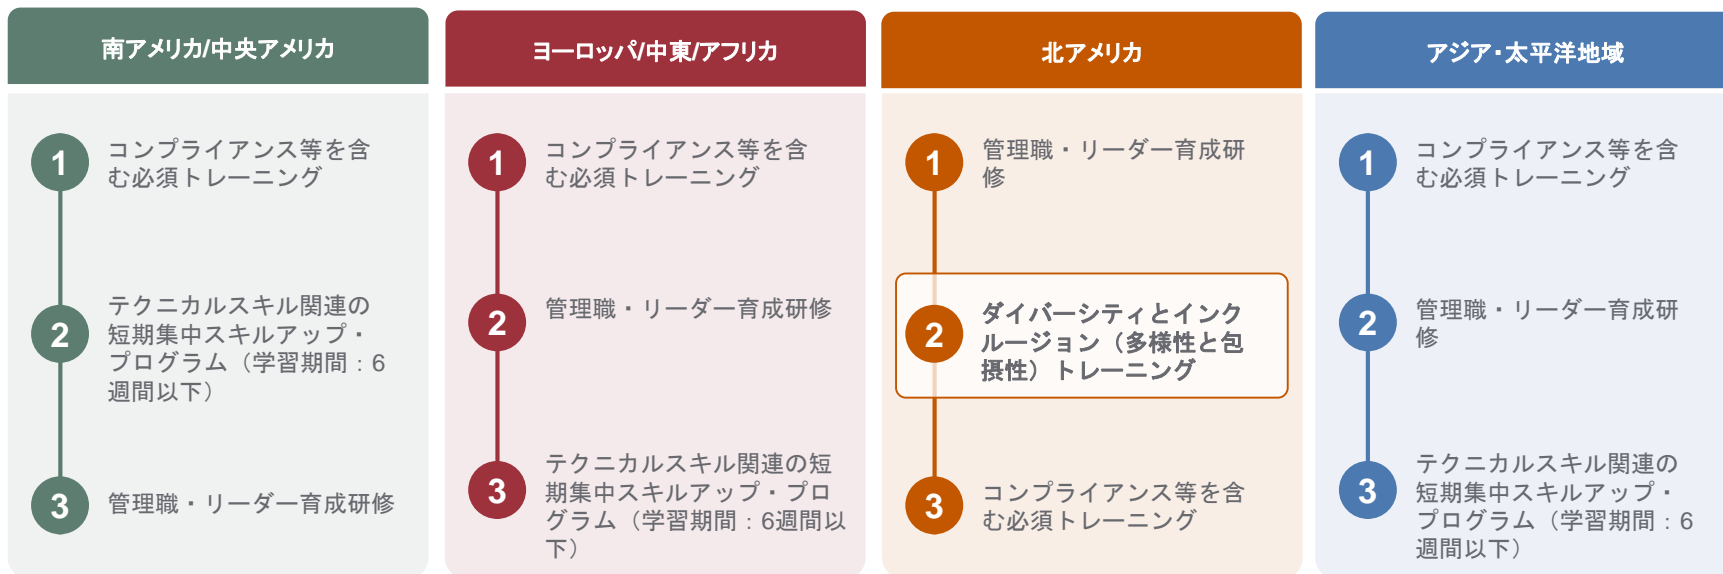 南アメリカ/中央アメリカ
1
コンプライアンス等を含
む必須トレーニング
2
テクニカルスキル関連の
短期集中スキルアップ・
プログラム（学習期間：6
週間以下）
3
管理職・リーダー育成研修
ヨーロッパ/中東/アフリカ
1
コンプライアンス等を含
む必須トレーニング
2
管理職・リーダー育成研修
3
テクニカルスキル関連の短
期集中スキルアップ・プロ
グラム（学習期間：6週間以
下）
北アメリカ
1
管理職・リーダー育成研
修
2
ダイバーシティとインク
ルージョン（多様性と包
摂性）トレーニング
3
コンプライアンス等を含
む必須トレーニング
アジア・太平洋地域
1
コンプライアンス等を含
む必須トレーニング
2
管理職・リーダー育成研
修
3
テクニカルスキル関連の
短期集中スキルアップ・
プログラム（学習期間：6
週間以下）